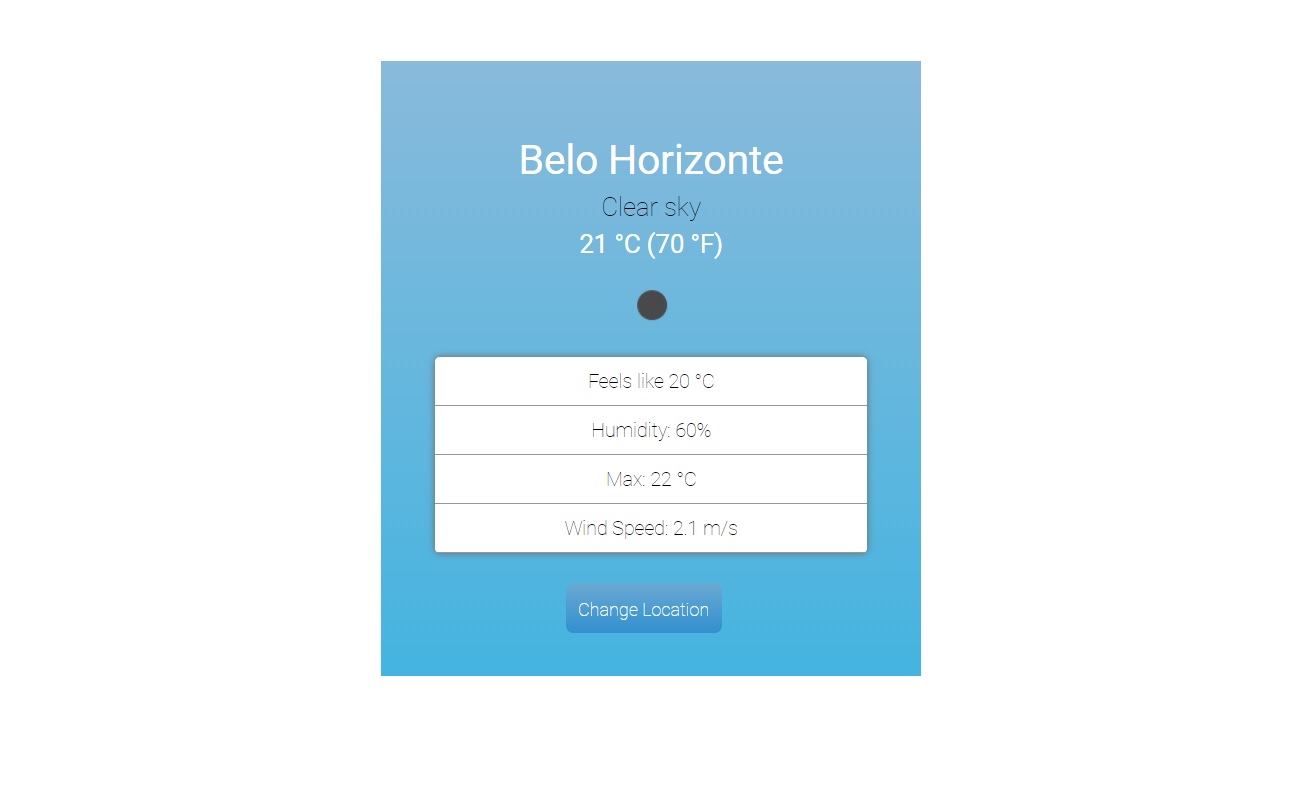 Belo Horizonte
Clear sky
21 °C (70 °F)
Feels like 20 °C
Humidity: 60%
Max: 22 °C
Wind Speed: 2.1 m/s
Change Location